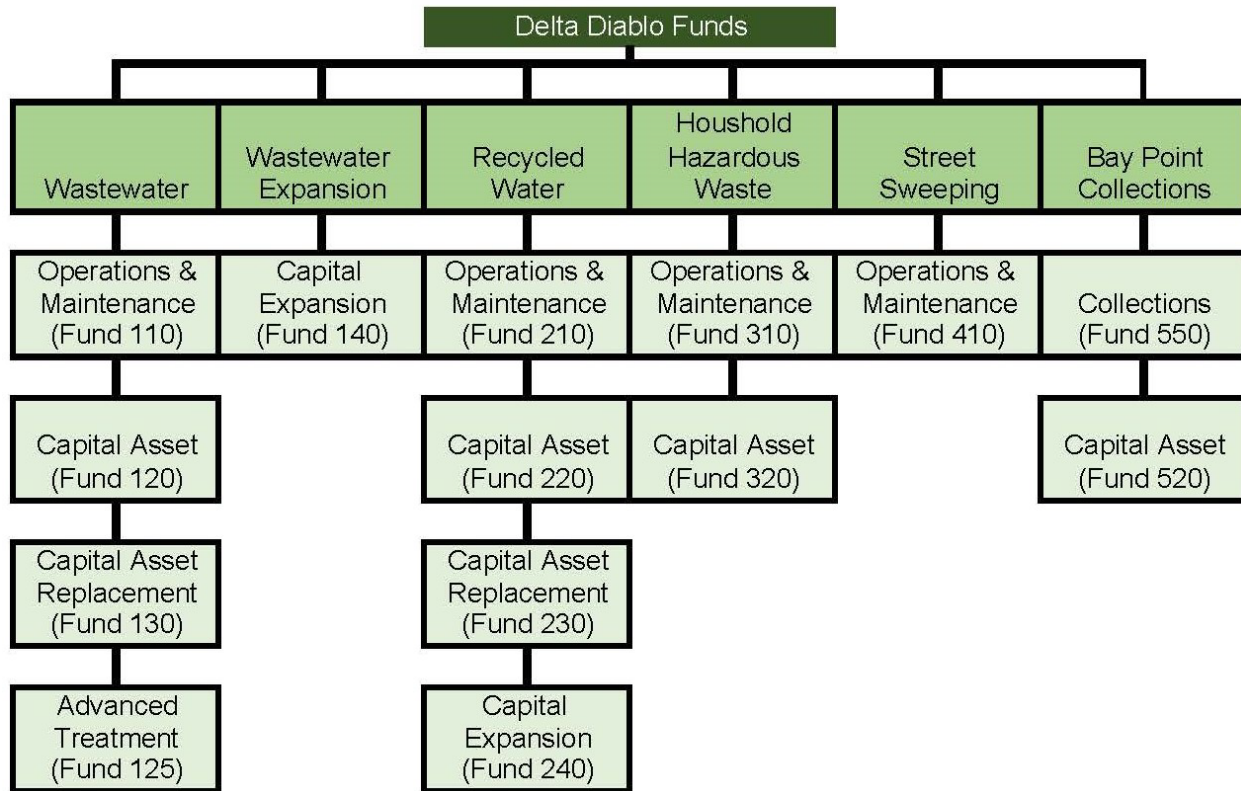 Delta Diablo Funds
Wastewater
Wastewater
Expansion
Recycled
Water
Houshold
Hazardous
Waste
Street
Sweeping
Bay Point
Collections
Operations &
Maintenance
(Fund 110)
Capital
Expansion
(Fund 140)
Operations &
Maintenance
(Fund 210)
Operations &
Maintenance
(Fund 310)
Operations &
Maintenance
(Fund 410)
Collections
(Fund 550)
Capital Asset
(Fund 120)
Capital Asset
(Fund 220)
Capital Asset
(Fund 320)
Capital Asset
(Fund 520)
Capital Asset
Replacement
(Fund 130)
Capital Asset
Replacement
(Fund 230)
Advanced
Treatment
(Fund 125)
Capital
Expansion
(Fund 240)